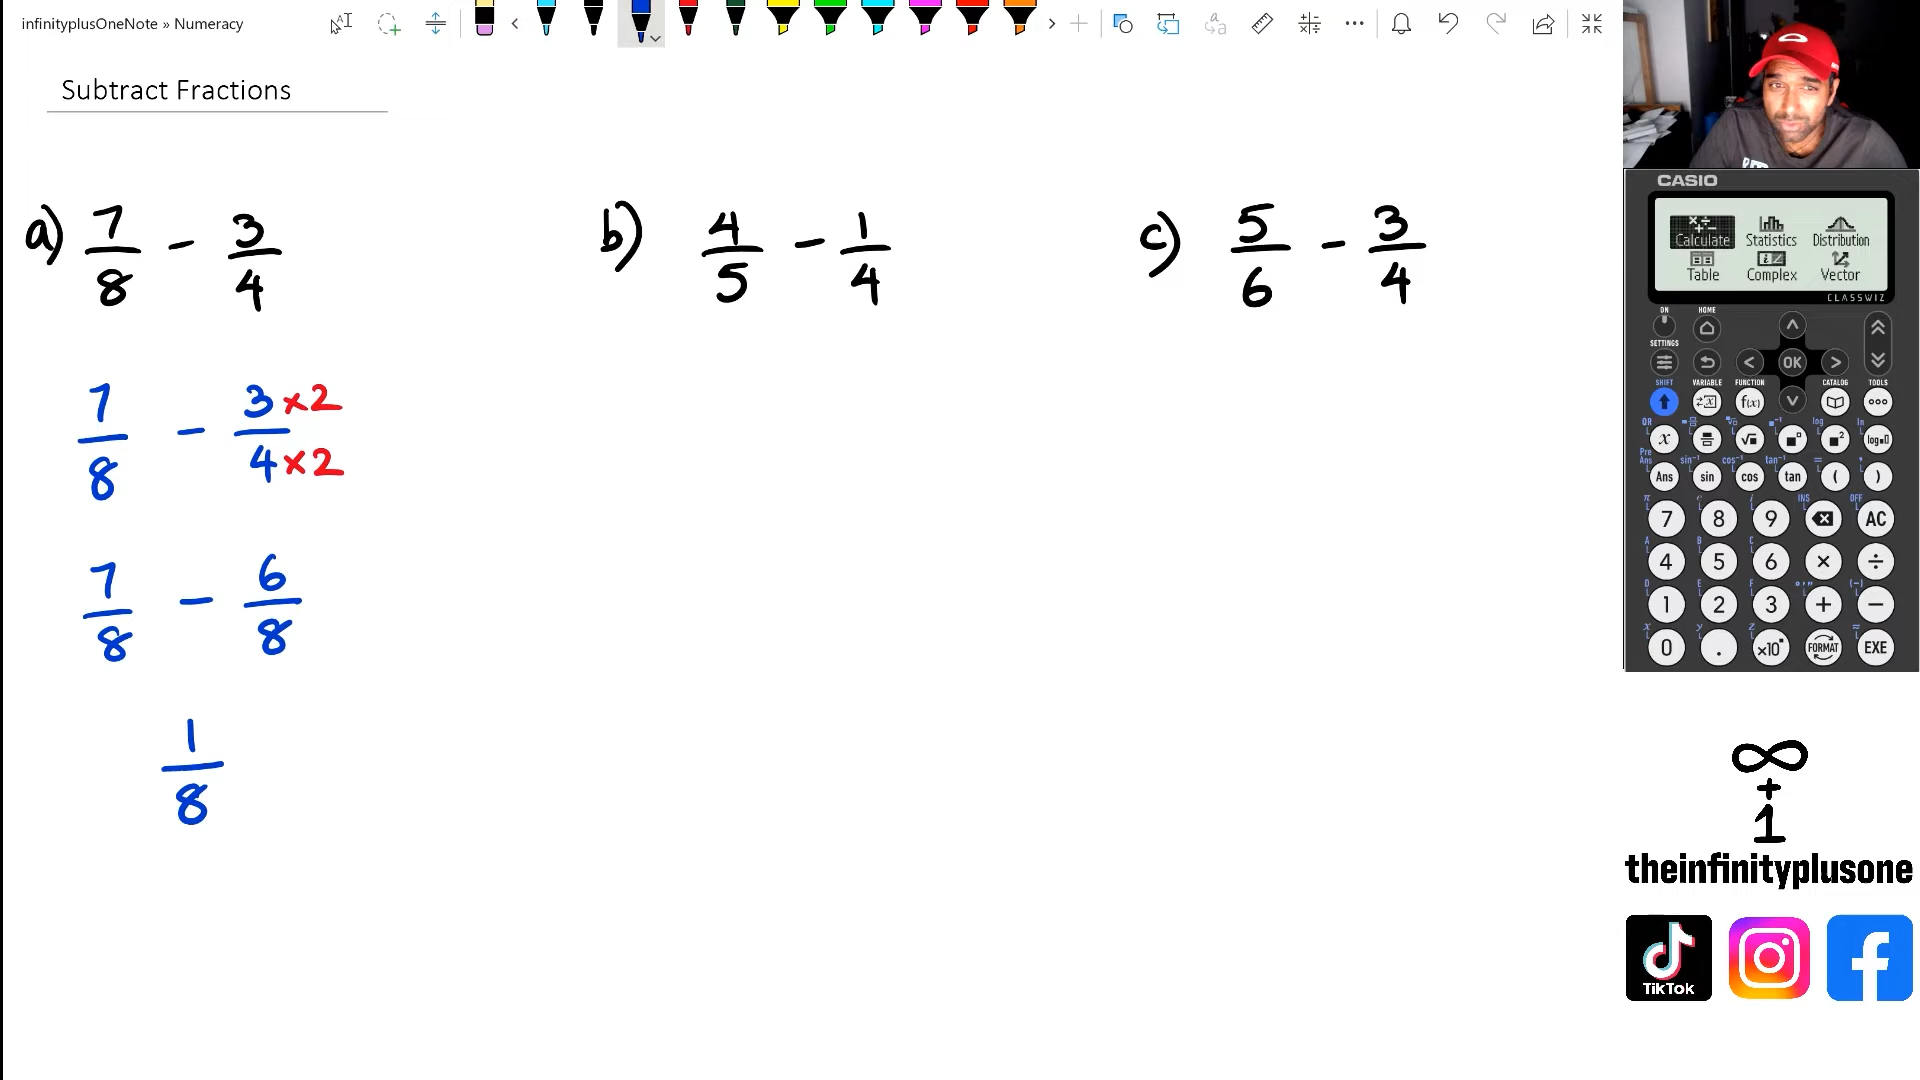 infinityplusOneNote » Numeracy
Subtract Fractions
a) 7/8 - 3/4
b) 4/5 - 1/4
c) 5/6 - 3/4
7/8 - 3×2/4×2
7/8 - 6/8
1/8
CASIO
Calculate Statistics Distribution
Table Complex Vector
CLASSWIZ
ON HOME
SETTINGS
OK
SHIFT VARIABLE FUNCTION CATALOG TOOLS
f(x)
x
Ans sin cos tan ( )
7 8 9 AC
4 5 6 × ÷
1 2 3 + −
0 . ×10 FORMAT EXE
∞
+
1
theinfinityplusone
TikTok